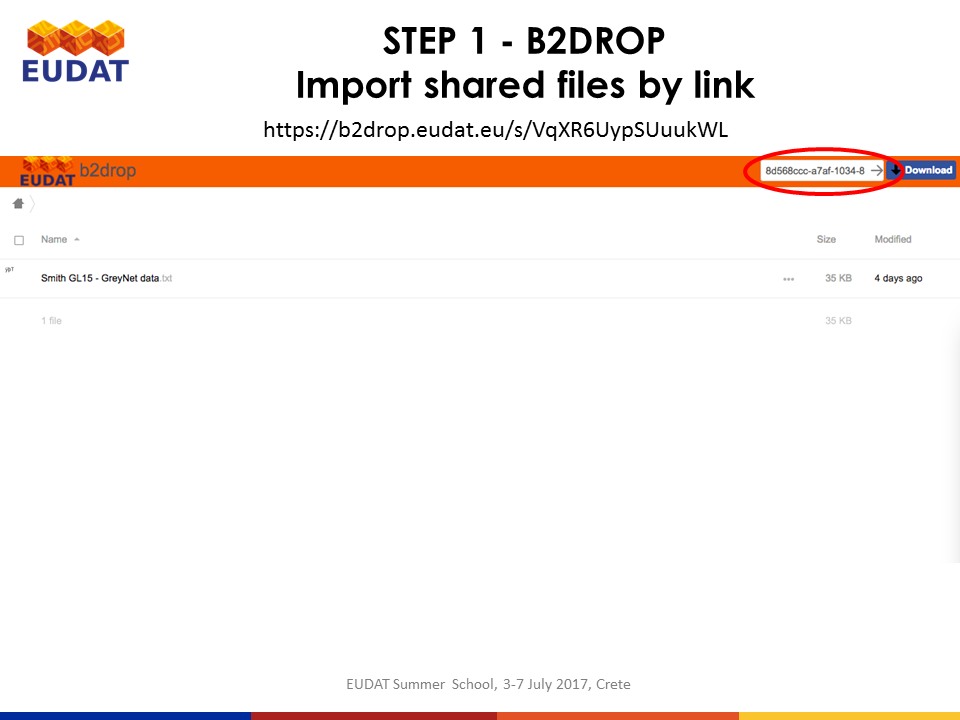 EUDAT
STEP 1 - B2DROP
Import shared files by link
https://b2drop.eudat.eu/s/VqXR6UypSUuukWL
EUDAT b2drop
8d568ccc-a7af-1034-8
Download
Name
Size
Modified
Smith GL15 - GreyNet data.txt
35 KB
4 days ago
1 file
35 KB
EUDAT Summer School, 3-7 July 2017, Crete